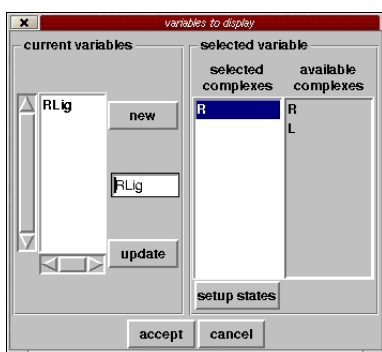 variables to display
current variables
RLig
new
RLig
update
selected variable
selected complexes
available complexes
R
R
L
setup states
accept
cancel